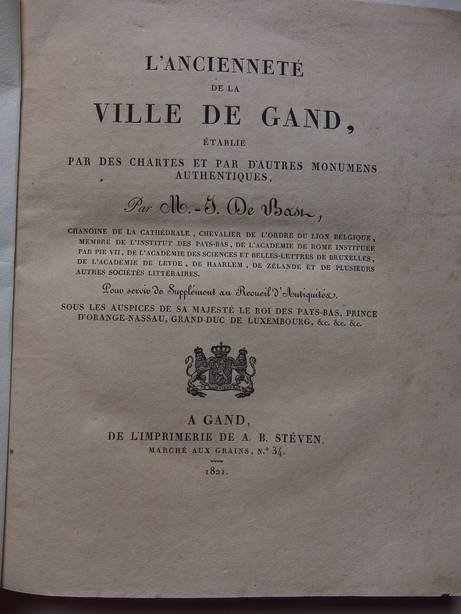 L'ANCIENNETÉ
DE LA
VILLE DE GAND,
ÉTABLIE
PAR DES CHARTES ET PAR D'AUTRES MONUMENS
AUTHENTIQUES,
Par M.-J. De Bast,
CHANOINE DE LA CATHÉDRALE, CHEVALIER DE L'ORDRE DU LION BELGIQUE,
MEMBRE DE L'INSTITUT DES PAYS-BAS, DE L'ACADÉMIE DE ROME INSTITUÉE
PAR PIE VII, DE L'ACADÉMIE DES SCIENCES ET BELLES-LETTRES DE BRUXELLES,
DE L'ACADÉMIE DE LEYDE, DE HAARLEM, DE ZÉLANDE ET DE PLUSIEURS
AUTRES SOCIÉTÉS LITTÉRAIRES.
Pour servir de Supplément au Recueil d'Antiquités.
SOUS LES AUSPICES DE SA MAJESTÉ LE ROI DES PAYS-BAS, PRINCE
D'ORANGE-NASSAU, GRAND-DUC DE LUXEMBOURG, &c. &c. &c.
A GAND,
DE L'IMPRIMERIE DE A. B. STÉVEN,
MARCHÉ AUX GRAINS, N.º 34.
1821.